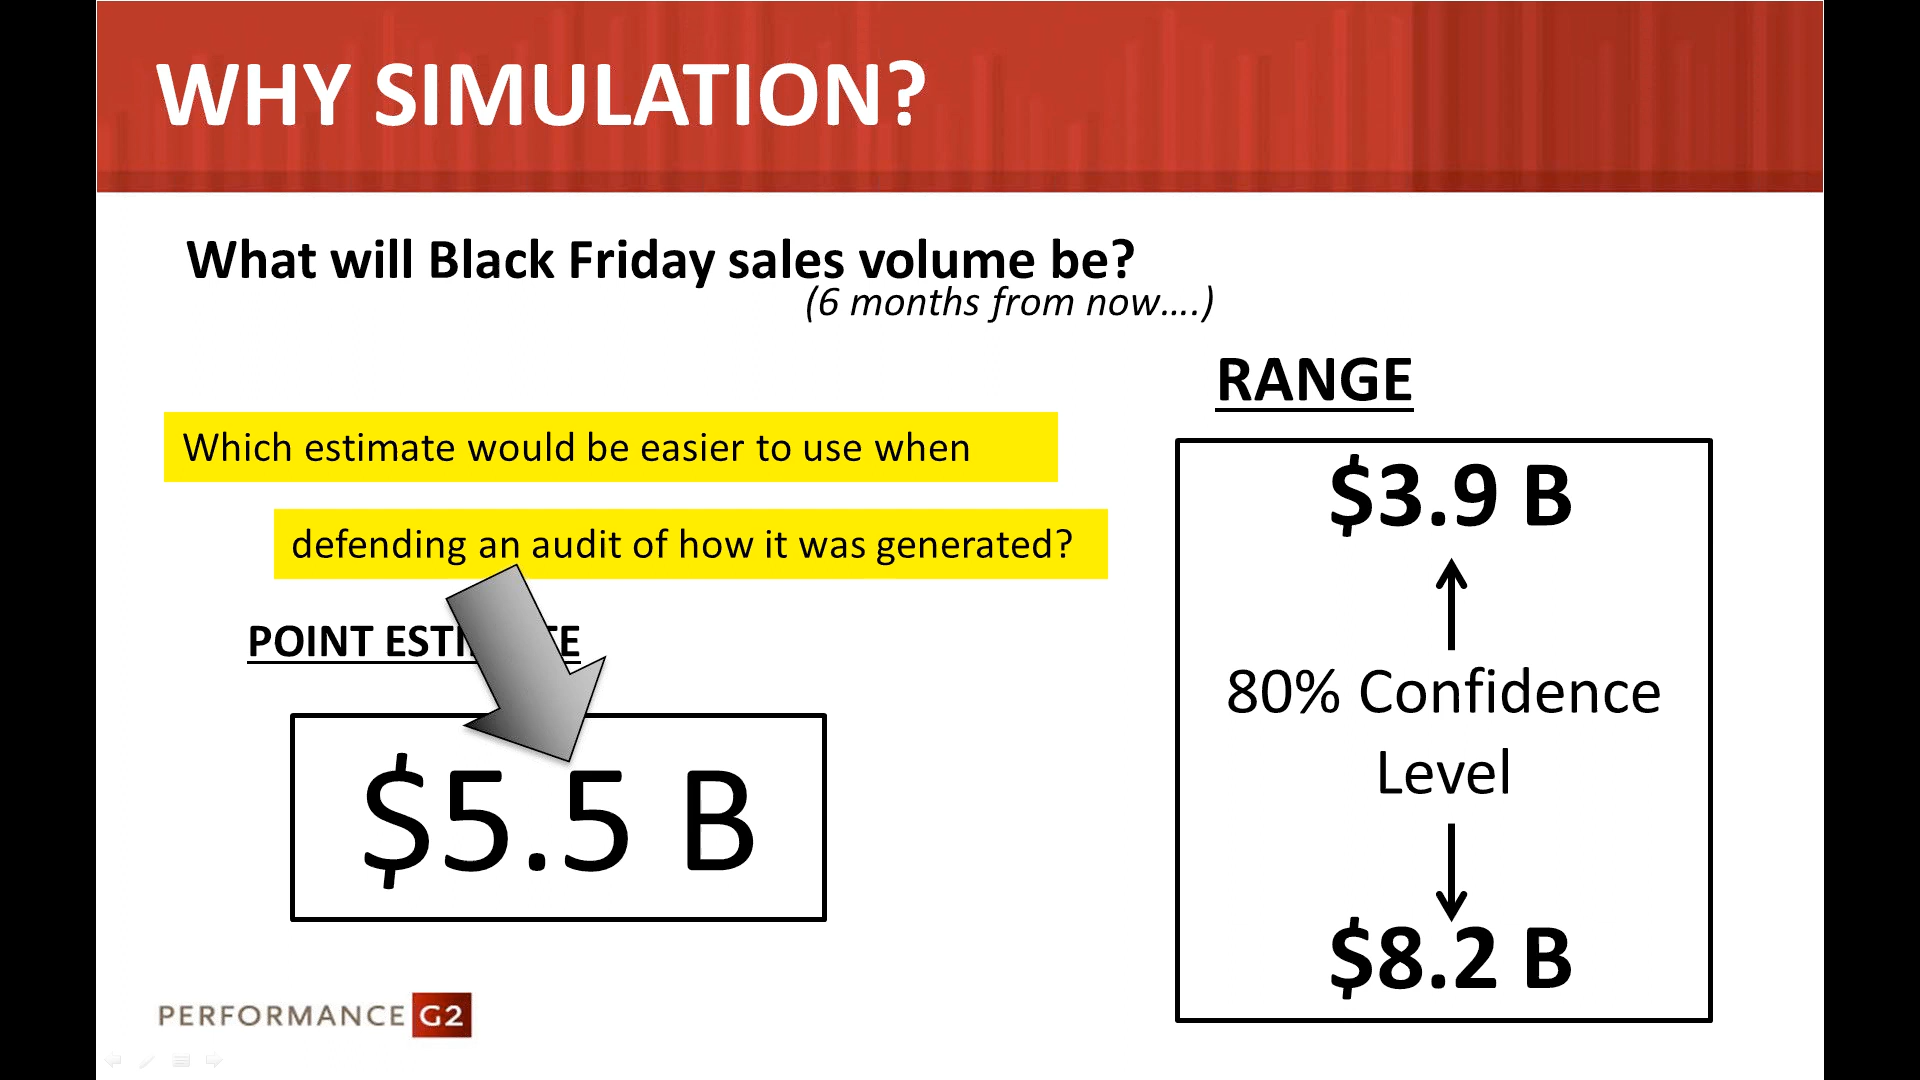 WHY SIMULATION?
What will Black Friday sales volume be?
(6 months from now....)
Which estimate would be easier to use when
defending an audit of how it was generated?
POINT ESTI E
$5.5 B
RANGE
$3.9 B
80% Confidence
Level
$8.2 B
PERFORMANCE G2